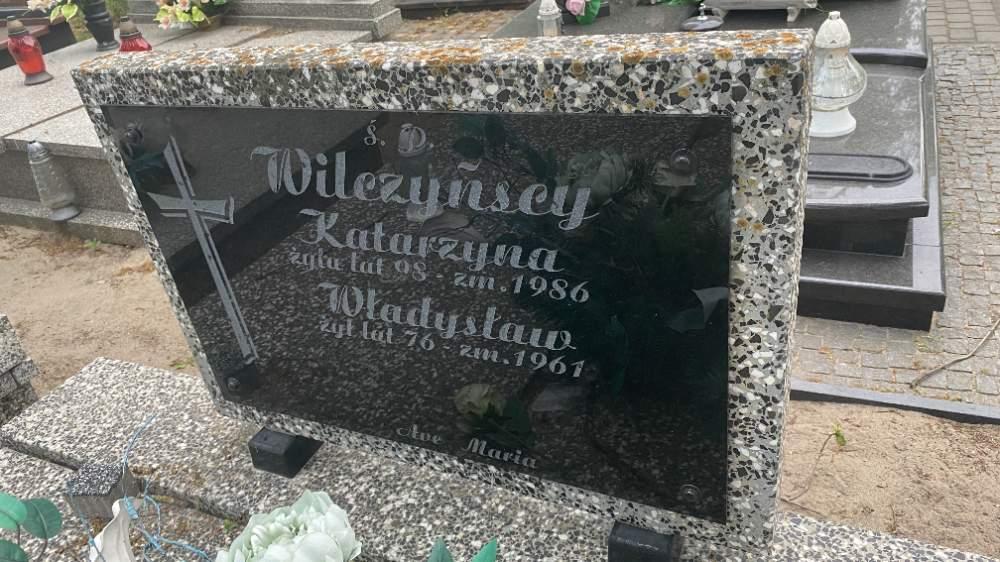 Ś. P.
Wilczyńscy
Katarzyna
żyła lat 98 - zm. 1986
Władysław
żył lat 76 - zm. 1961
Ave Maria